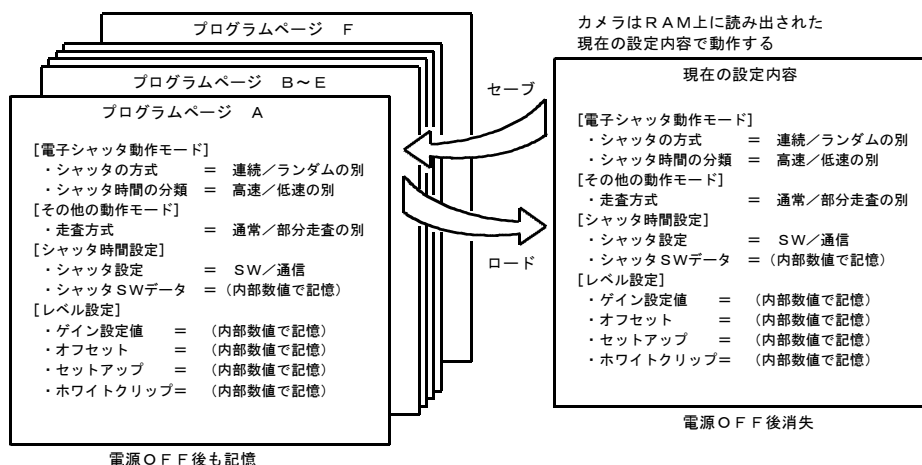 プログラムページ　F
プログラムページ　B～E
プログラムページ　A
[電子シャッタ動作モード]
・シャッタの方式　＝　連続／ランダムの別
・シャッタ時間の分類　＝　高速／低速の別
[その他の動作モード]
・走査方式　＝　通常／部分走査の別
[シャッタ時間設定]
・シャッタ設定　＝　ＳＷ／通信
・シャッタＳＷデータ　＝（内部数値で記憶）
[レベル設定]
・ゲイン設定値　＝　（内部数値で記憶）
・オフセット　＝　（内部数値で記憶）
・セットアップ　＝　（内部数値で記憶）
・ホワイトクリップ＝　（内部数値で記憶）
電源ＯＦＦ後も記憶
セーブ
ロード
カメラはＲＡＭ上に読み出された
現在の設定内容で動作する
現在の設定内容
[電子シャッタ動作モード]
・シャッタの方式　＝　連続／ランダムの別
・シャッタ時間の分類　＝　高速／低速の別
[その他の動作モード]
・走査方式　＝　通常／部分走査の別
[シャッタ時間設定]
・シャッタ設定　＝　ＳＷ／通信
・シャッタＳＷデータ　＝（内部数値で記憶）
[レベル設定]
・ゲイン設定値　＝　（内部数値で記憶）
・オフセット　＝　（内部数値で記憶）
・セットアップ　＝　（内部数値で記憶）
・ホワイトクリップ＝　（内部数値で記憶）
電源ＯＦＦ後消失